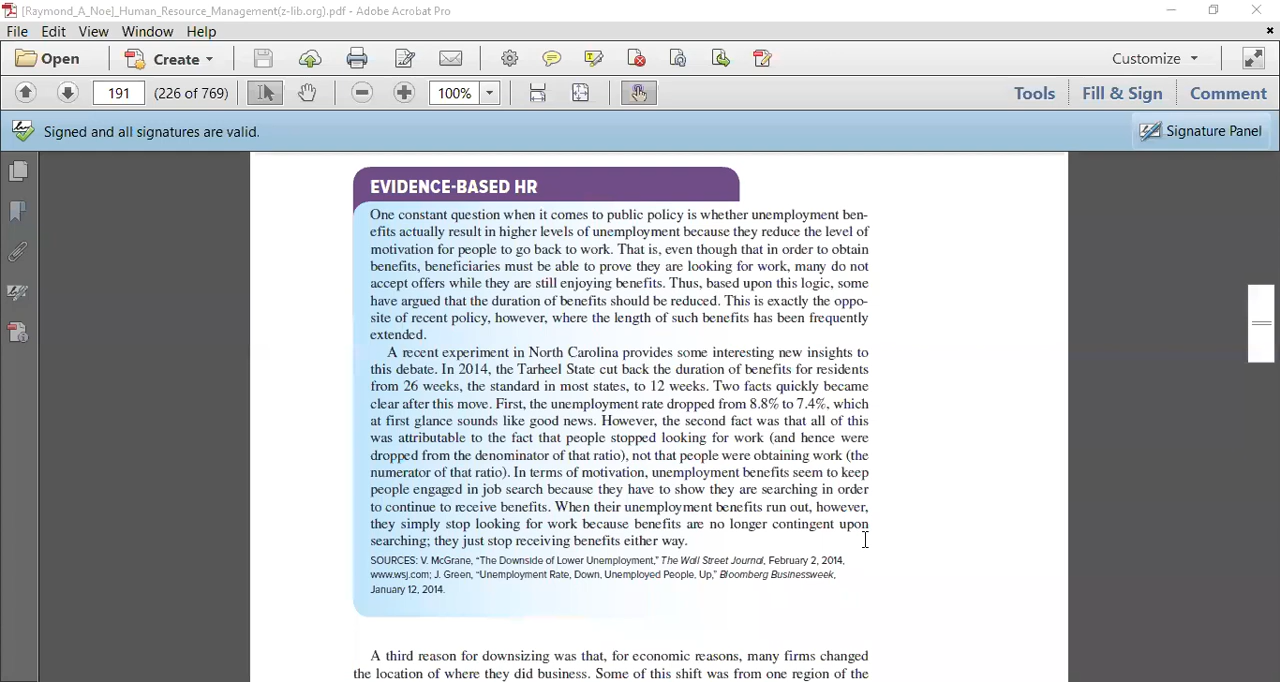 [Raymond_A_Noe]_Human_Resource_Management(z-lib.org).pdf - Adobe Acrobat Pro
File Edit View Window Help
Open Create Customize
191 (226 of 769) 100% Tools Fill & Sign Comment
Signed and all signatures are valid. Signature Panel
EVIDENCE-BASED HR
One constant question when it comes to public policy is whether unemployment ben-
efits actually result in higher levels of unemployment because they reduce the level of
motivation for people to go back to work. That is, even though that in order to obtain
benefits, beneficiaries must be able to prove they are looking for work, many do not
accept offers while they are still enjoying benefits. Thus, based upon this logic, some
have argued that the duration of benefits should be reduced. This is exactly the oppo-
site of recent policy, however, where the length of such benefits has been frequently
extended.
A recent experiment in North Carolina provides some interesting new insights to
this debate. In 2014, the Tarheel State cut back the duration of benefits for residents
from 26 weeks, the standard in most states, to 12 weeks. Two facts quickly became
clear after this move. First, the unemployment rate dropped from 8.8% to 7.4%, which
at first glance sounds like good news. However, the second fact was that all of this
was attributable to the fact that people stopped looking for work (and hence were
dropped from the denominator of that ratio), not that people were obtaining work (the
numerator of that ratio). In terms of motivation, unemployment benefits seem to keep
people engaged in job search because they have to show they are searching in order
to continue to receive benefits. When their unemployment benefits run out, however,
they simply stop looking for work because benefits are no longer contingent upon
searching; they just stop receiving benefits either way.
SOURCES: V. McGrane, “The Downside of Lower Unemployment,” The Wall Street Journal, February 2, 2014,
www.wsj.com; J. Green, “Unemployment Rate, Down, Unemployed People, Up,” Bloomberg Businessweek,
January 12, 2014.
A third reason for downsizing was that, for economic reasons, many firms changed
the location of where they did business. Some of this shift was from one region of the